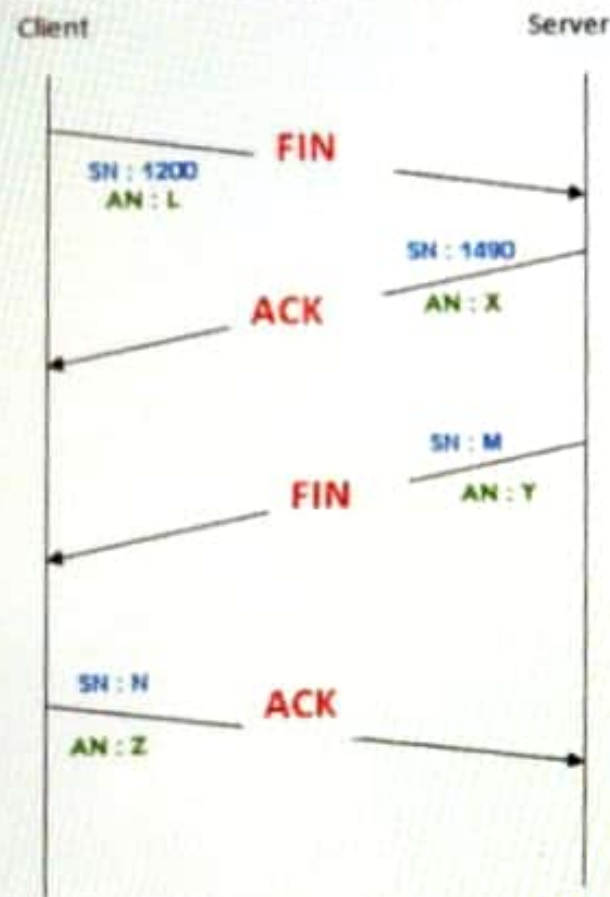 Client
Server
FIN
SN : 1200
AN : L
SN : 1490
ACK
AN : X
SN : M
FIN
AN : Y
SN : N
ACK
AN : Z